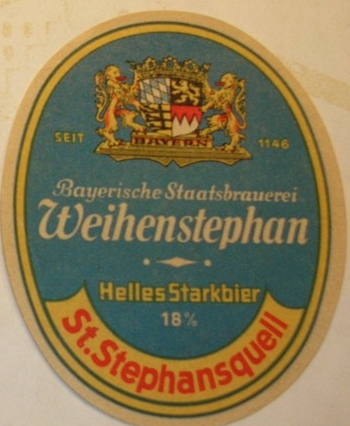 BAYERN
SEIT 1146
Bayerische Staatsbrauerei
Weihenstephan
Helles Starkbier
18%
St. Stephansquell